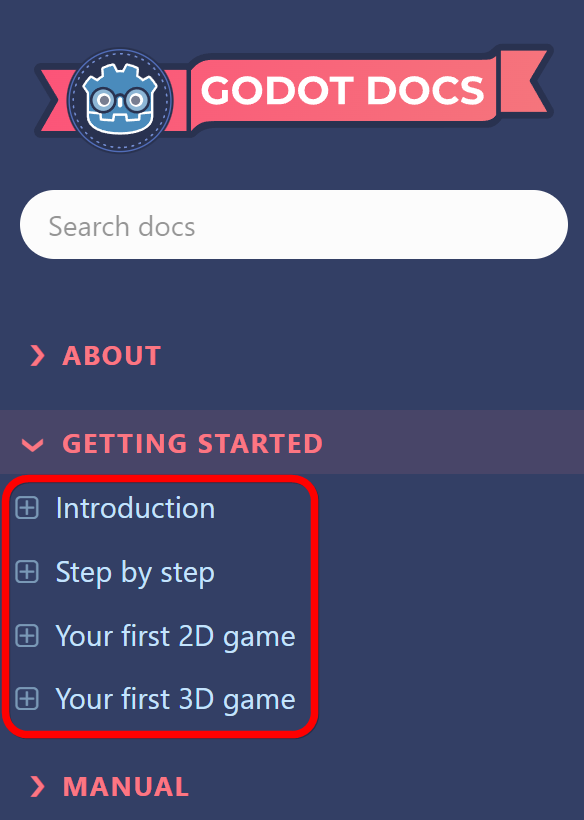 GODOT DOCS
Search docs
ABOUT
GETTING STARTED
Introduction
Step by step
Your first 2D game
Your first 3D game
MANUAL